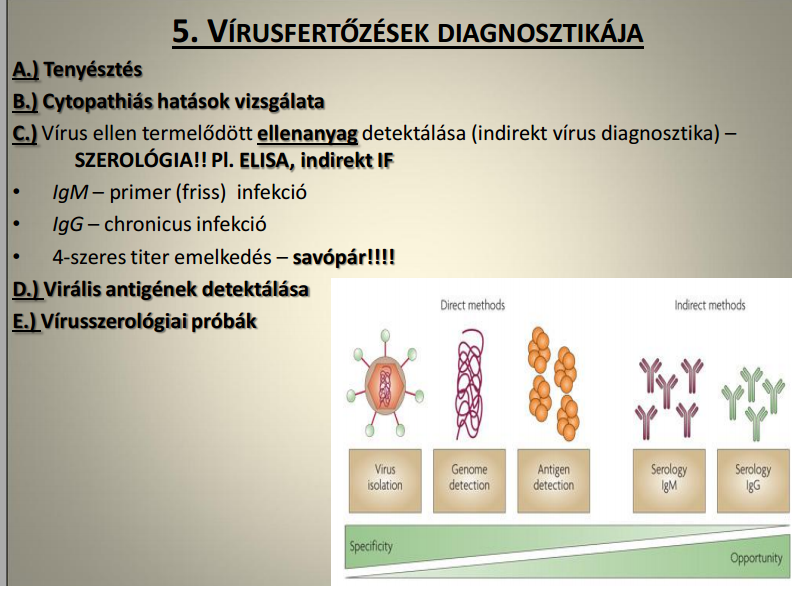 5. VÍRUSFERTŐZÉSEK DIAGNOSZTIKÁJA
A.) Tenyésztés
B.) Cytopathiás hatások vizsgálata
C.) Vírus ellen termelődött ellenanyag detektálása (indirekt vírus diagnosztika) –
SZEROLÓGIA!! Pl. ELISA, indirekt IF
• IgM – primer (friss) infekció
• IgG – chronicus infekció
• 4-szeres titer emelkedés – savópár!!!!
D.) Virális antigének detektálása
E.) Vírusszerológiai próbák
Direct methods
Indirect methods
Virus
isolation
Genome
detection
Antigen
detection
Serology
IgM
Serology
IgG
Specificity
Opportunity